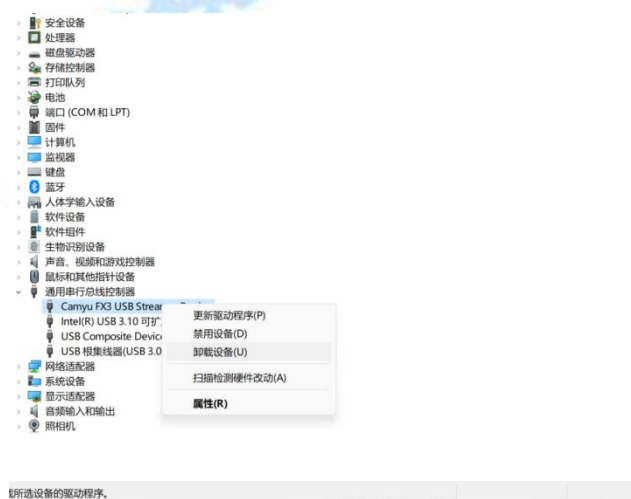 安全设备
处理器
磁盘驱动器
存储控制器
打印队列
电池
端口 (COM 和 LPT)
固件
计算机
监视器
键盘
蓝牙
人体学输入设备
软件设备
软件组件
生物识别设备
声音、视频和游戏控制器
鼠标和其他指针设备
通用串行总线控制器
Camyu FX3 USB Strea
Intel(R) USB 3.10 可扩
USB Composite Device
USB 根集线器(USB 3.0
网络适配器
系统设备
显示适配器
音频输入和输出
照相机
更新驱动程序(P)
禁用设备(D)
卸载设备(U)
扫描检测硬件改动(A)
属性(R)
所选设备的驱动程序。